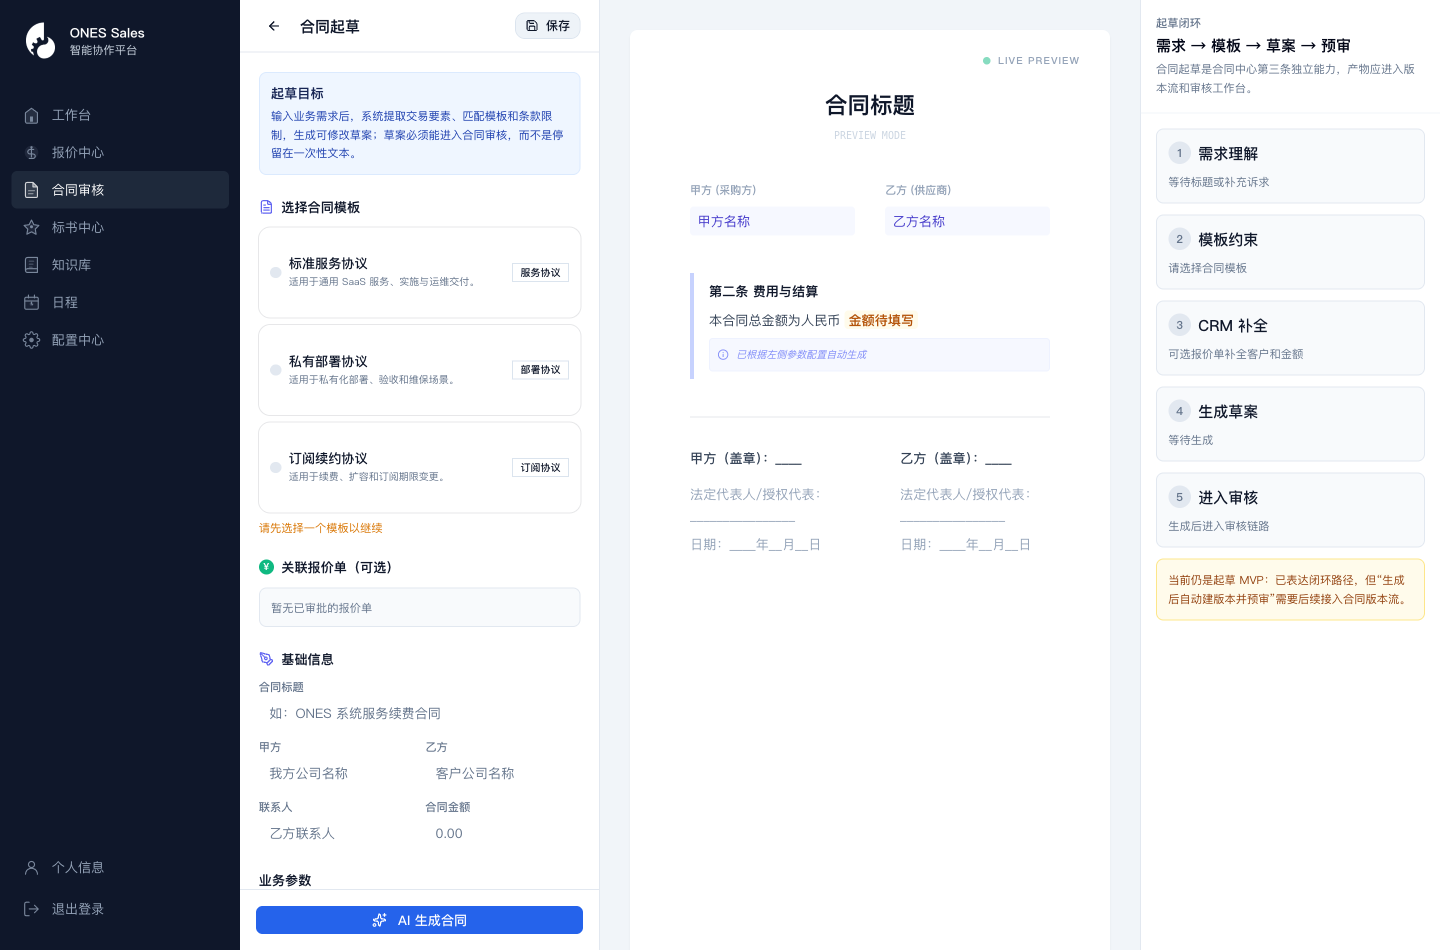 ONES Sales
智能协作平台
工作台
报价中心
合同审核
标书中心
知识库
日程
配置中心
个人信息
退出登录
合同起草
保存
起草目标
输入业务需求后，系统提取交易要素、匹配模板和条款限
制，生成可修改草案；草案必须能进入合同审核，而不是停
留在一次性文本。
选择合同模板
标准服务协议
适用于通用 SaaS 服务、实施与运维交付。
服务协议
私有部署协议
适用于私有化部署、验收和维保场景。
部署协议
订阅续约协议
适用于续费、扩容和订阅期限变更。
订阅协议
请先选择一个模板以继续
¥
关联报价单（可选）
暂无已审批的报价单
基础信息
合同标题
如：ONES 系统服务续费合同
甲方
乙方
我方公司名称
客户公司名称
联系人
合同金额
乙方联系人
0.00
业务参数
AI 生成合同
LIVE PREVIEW
合同标题
PREVIEW MODE
甲方 (采购方)
乙方 (供应商)
甲方名称
乙方名称
第二条 费用与结算
本合同总金额为人民币 金额待填写
已根据左侧参数配置自动生成
甲方（盖章）：____
乙方（盖章）：____
法定代表人/授权代表：
________________
日期：____年__月__日
法定代表人/授权代表：
________________
日期：____年__月__日
起草闭环
需求 → 模板 → 草案 → 预审
合同起草是合同中心第三条独立能力，产物应进入版
本流和审核工作台。
1 需求理解
等待标题或补充诉求
2 模板约束
请选择合同模板
3 CRM 补全
可选报价单补全客户和金额
4 生成草案
等待生成
5 进入审核
生成后进入审核链路
当前仍是起草 MVP：已表达闭环路径，但“生成
后自动建版本并预审”需要后续接入合同版本流。